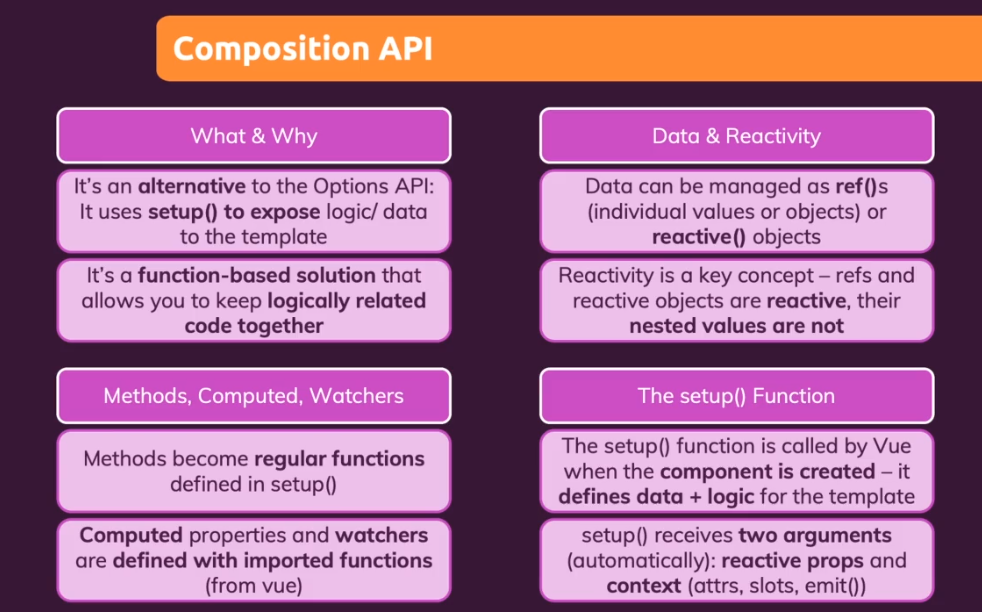 Composition API
What & Why
It's an alternative to the Options API:
It uses setup() to expose logic/ data
to the template
It's a function-based solution that
allows you to keep logically related
code together
Data & Reactivity
Data can be managed as ref()s
(individual values or objects) or
reactive() objects
Reactivity is a key concept – refs and
reactive objects are reactive, their
nested values are not
Methods, Computed, Watchers
Methods become regular functions
defined in setup()
Computed properties and watchers
are defined with imported functions
(from vue)
The setup() Function
The setup() function is called by Vue
when the component is created – it
defines data + logic for the template
setup() receives two arguments
(automatically): reactive props and
context (attrs, slots, emit())